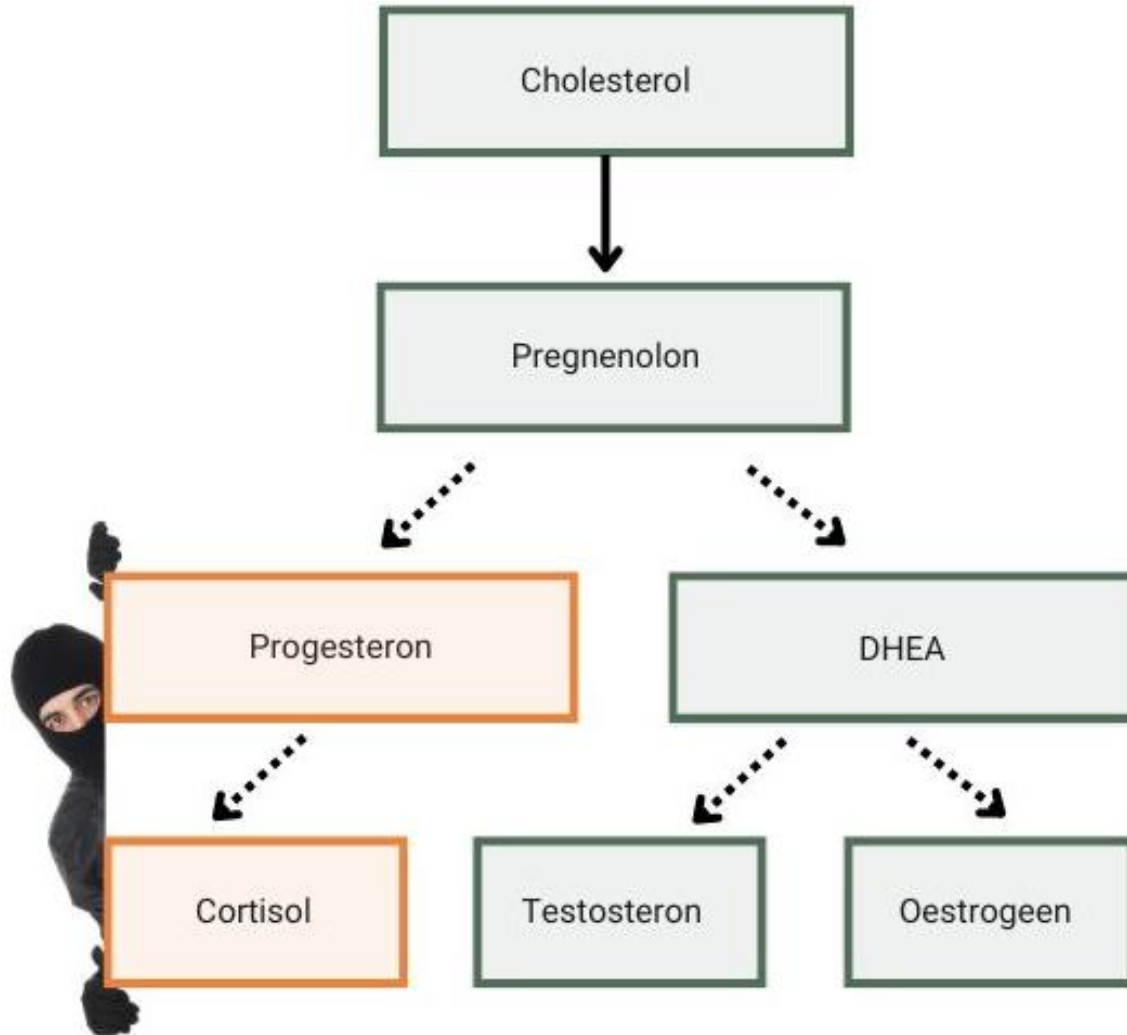 Cholesterol
Pregnenolon
Progesteron
DHEA
Cortisol
Testosteron
Oestrogeen